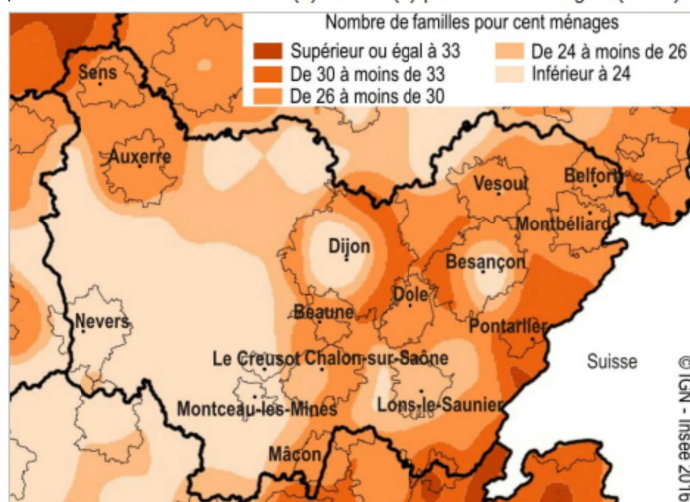 Nombre de familles pour cent ménages
Supérieur ou égal à 33
De 30 à moins de 33
De 26 à moins de 30
De 24 à moins de 26
Inférieur à 24
Sens
Auxerre
Vesoul
Belfort
Montbéliard
Dijon
Besançon
Dole
Beaune
Nevers
Pontarlier
Le Creusot
Chalon-sur-Saône
Suisse
Montceau-les-Mines
Lons-le-Saunier
Mâcon
© IGN - Insee 201